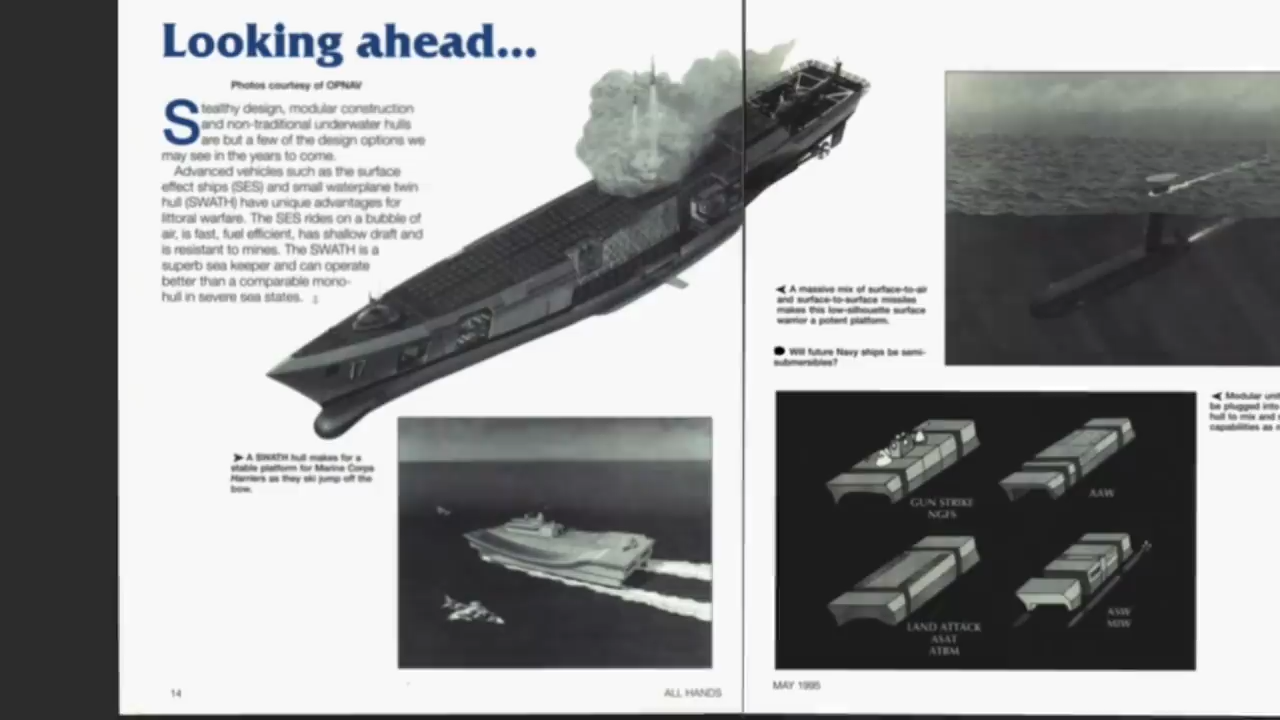 Looking ahead...
Photos courtesy of OPNAV
Stealthy design, modular construction
and non-traditional underwater hulls
are but a few of the design options we
may see in the years to come.
Advanced vehicles such as the surface
effect ships (SES) and small waterplane twin
hull (SWATH) have unique advantages for
littoral warfare. The SES rides on a bubble of
air, is fast, fuel efficient, has shallow draft and
is resistant to mines. The SWATH is a
superb sea keeper and can operate
better than a comparable mono-
hull in severe sea states.
17
A SWATH hull makes for a
stable platform for Marine Corps
Harriers as they ski jump off the
bow.
14
ALL HANDS
A massive mix of surface-to-air
and surface-to-surface missiles
makes this low-silhouette surface
warrior a potent platform.
Will future Navy ships be semi-
submersibles?
Modular
be plugged into
hull to mix and
capabilities as
GUN STRIKE
NGFS
AAW
LAND ATTACK
ASAT
ATBM
ASW
MIW
MAY 1995